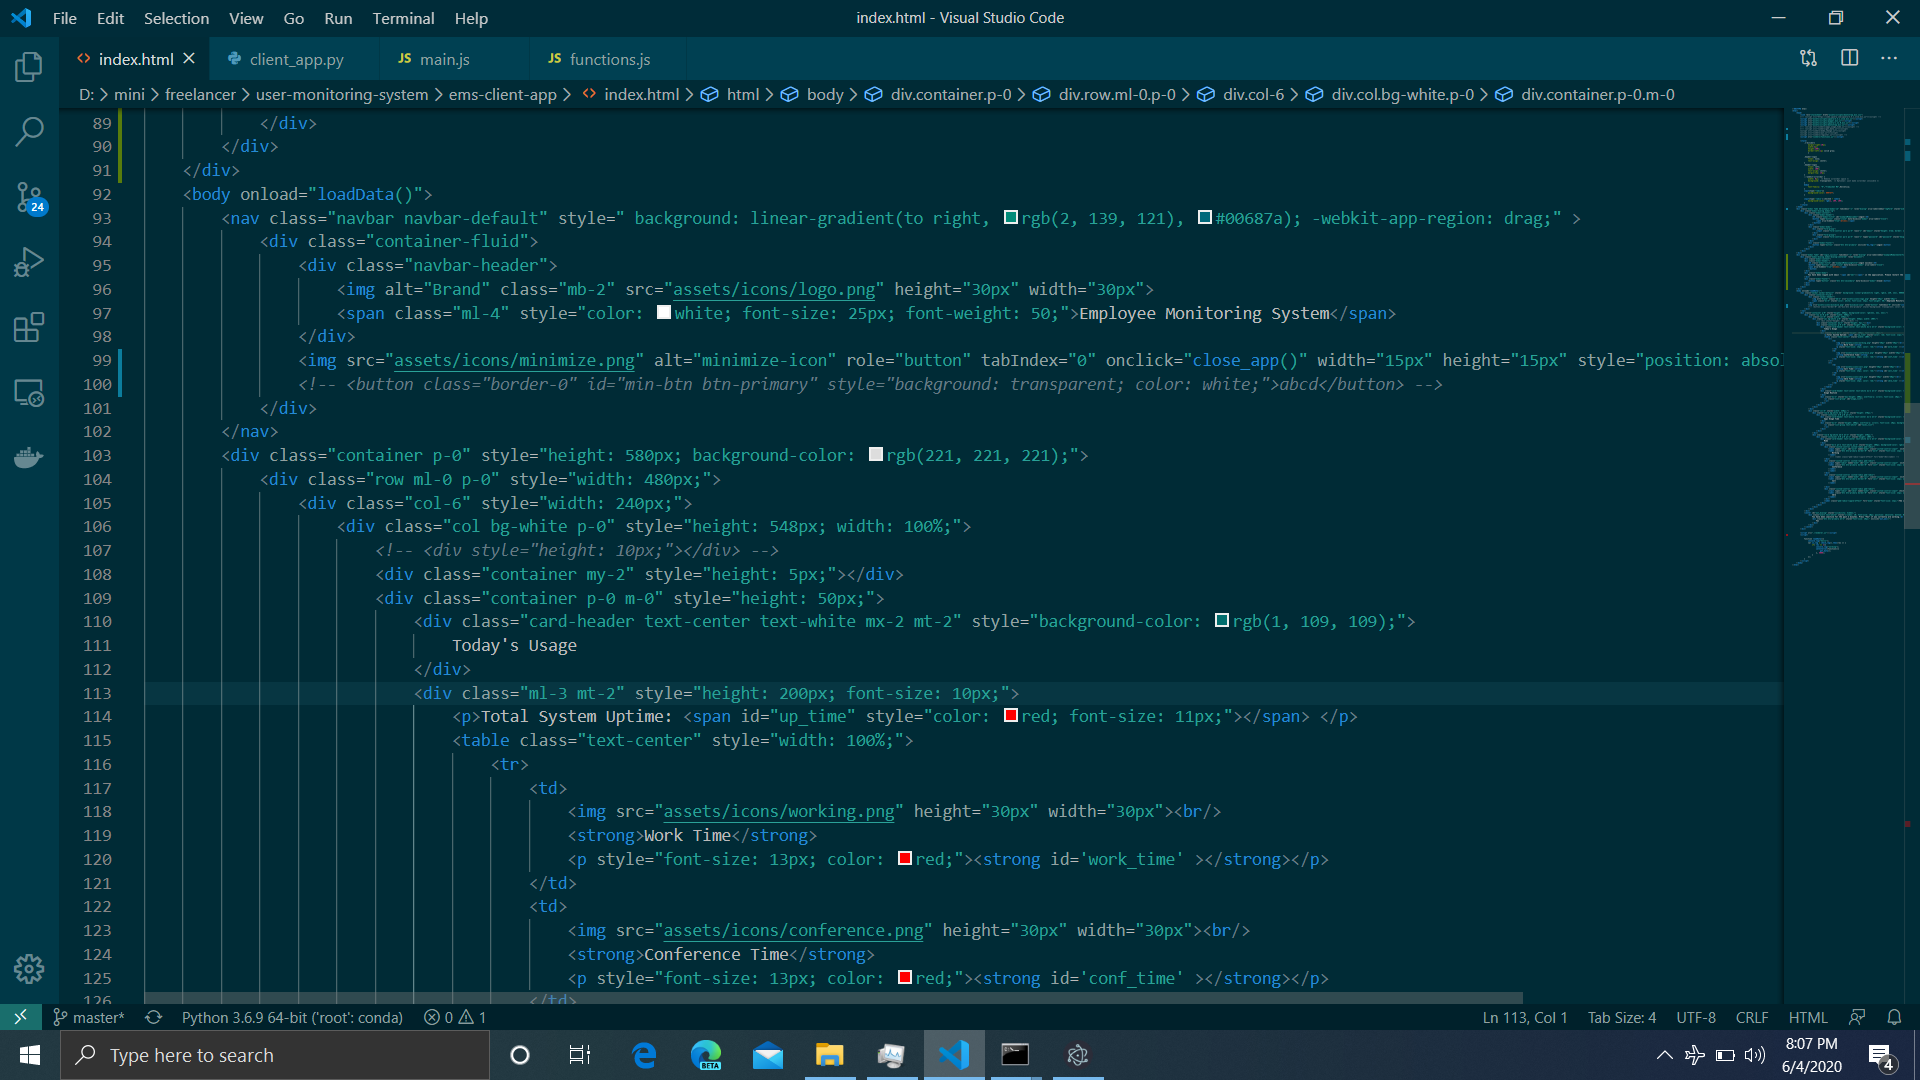 File Edit Selection View Go Run Terminal Help
index.html - Visual Studio Code
index.html client_app.py JS main.js JS functions.js
D: > mini > freelancer > user-monitoring-system > ems-client-app > index.html > html > body > div.container.p-0 > div.row.ml-0.p-0 > div.col-6 > div.col.bg-white.p-0 > div.container.p-0.m-0
89 </div>
90 </div>
91 </div>
92 <body onload="loadData()">
93 <nav class="navbar navbar-default" style=" background: linear-gradient(to right, rgb(2, 139, 121), #00687a); -webkit-app-region: drag;" >
94 <div class="container-fluid">
95 <div class="navbar-header">
96 <img alt="Brand" class="mb-2" src="assets/icons/logo.png" height="30px" width="30px">
97 <span class="ml-4" style="color: white; font-size: 25px; font-weight: 50;">Employee Monitoring System</span>
98 </div>
99 <img src="assets/icons/minimize.png" alt="minimize-icon" role="button" tabIndex="0" onclick="close_app()" width="15px" height="15px" style="position: absol
100 <!-- <button class="border-0" id="min-btn btn-primary" style="background: transparent; color: white;">abcd</button> -->
101 </div>
102 </nav>
103 <div class="container p-0" style="height: 580px; background-color: rgb(221, 221, 221);">
104 <div class="row ml-0 p-0" style="width: 480px;">
105 <div class="col-6" style="width: 240px;">
106 <div class="col bg-white p-0" style="height: 548px; width: 100%;">
107 <!-- <div style="height: 10px;"></div> -->
108 <div class="container my-2" style="height: 5px;"></div>
109 <div class="container p-0 m-0" style="height: 50px;">
110 <div class="card-header text-center text-white mx-2 mt-2" style="background-color: rgb(1, 109, 109);">
111 Today's Usage
112 </div>
113 <div class="ml-3 mt-2" style="height: 200px; font-size: 10px;">
114 <p>Total System Uptime: <span id="up_time" style="color: red; font-size: 11px;"></span> </p>
115 <table class="text-center" style="width: 100%;">
116 <tr>
117 <td>
118 <img src="assets/icons/working.png" height="30px" width="30px"><br/>
119 <strong>Work Time</strong>
120 <p style="font-size: 13px; color: red;"><strong id='work_time' ></strong></p>
121 </td>
122 <td>
123 <img src="assets/icons/conference.png" height="30px" width="30px"><br/>
124 <strong>Conference Time</strong>
125 <p style="font-size: 13px; color: red;"><strong id='conf_time' ></strong></p>
126 </td>
24
master* Python 3.6.9 64-bit ('root': conda) 0 1 Ln 113, Col 1 Tab Size: 4 UTF-8 CRLF HTML
Type here to search
BETA
8:07 PM
6/4/2020
4